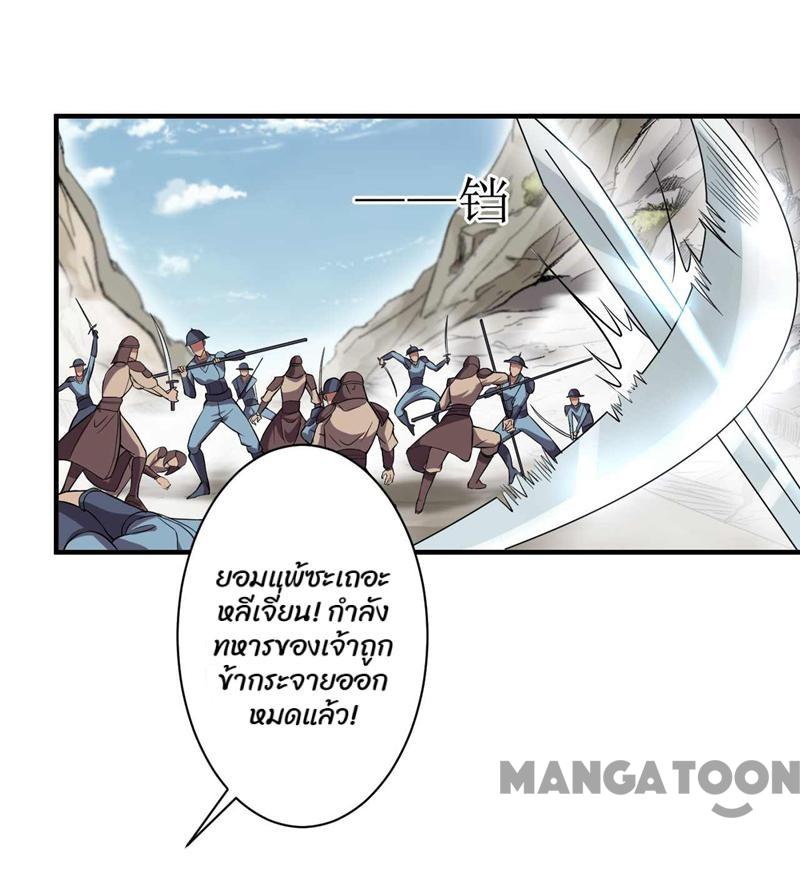 ——铛
ยอมแพ้ซะเถอะ
หลีเจี่ยน! กำลัง
ทหารของเจ้าถูก
ข้ากระจายออก
หมดแล้ว!
MANGATOON